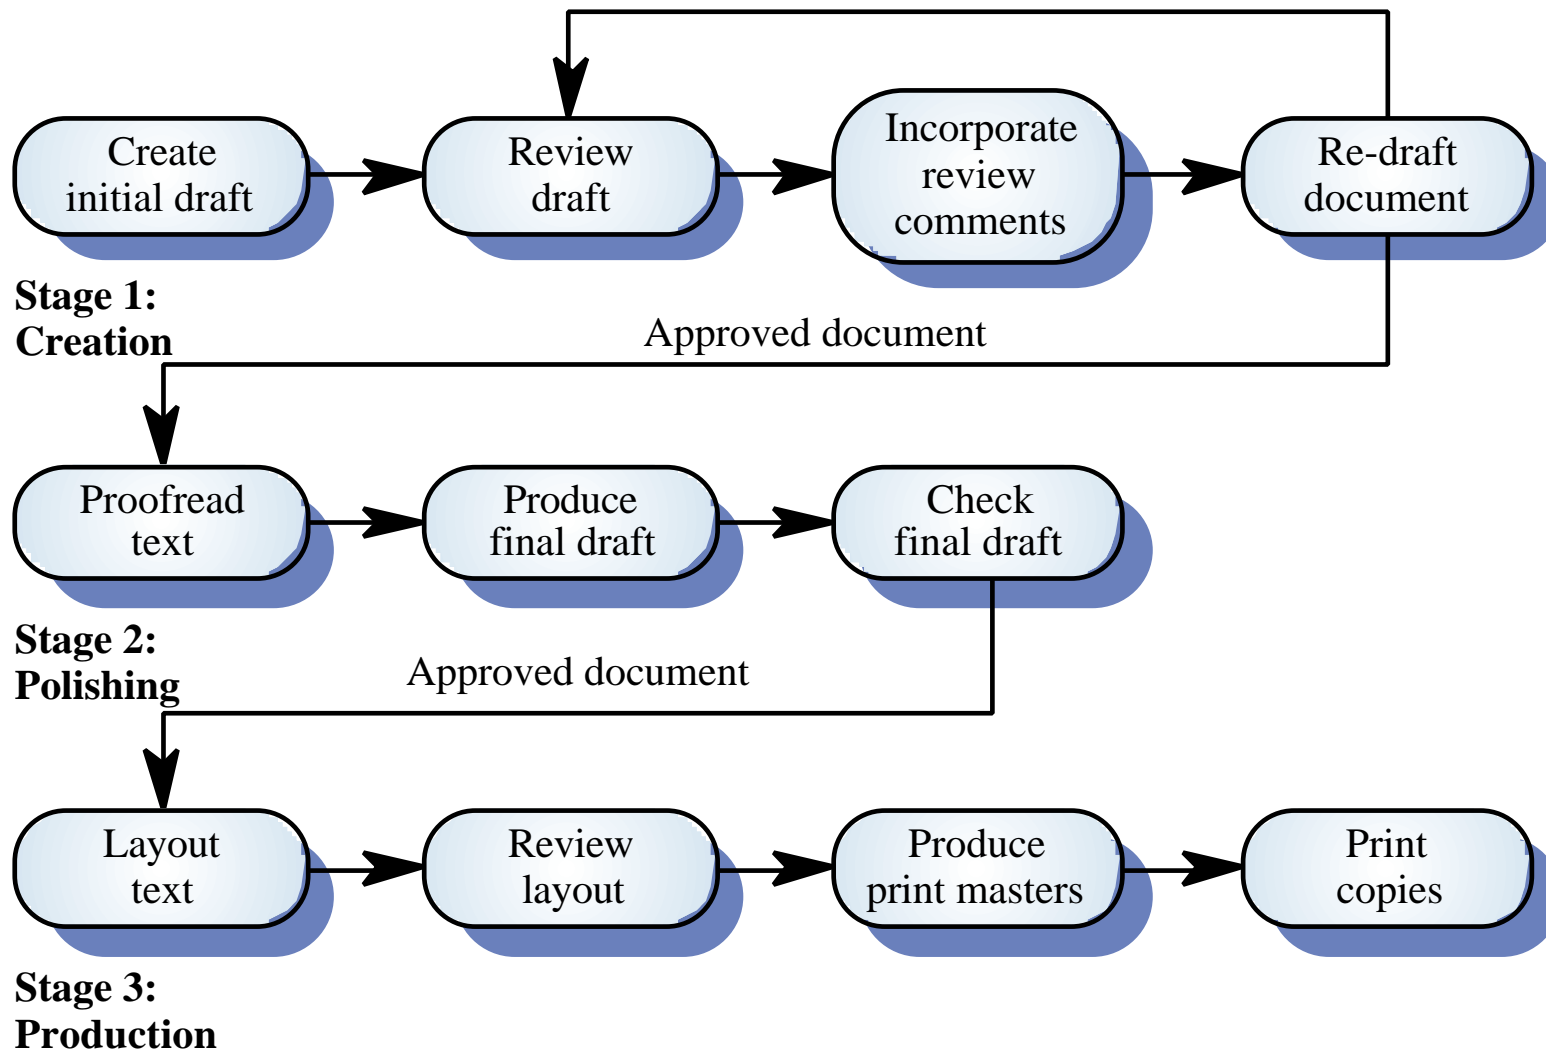 Create
initial draft
Review
draft
Incorporate
review
comments
Re-draft
document
Stage 1:
Creation
Approved document
Proofread
text
Produce
final draft
Check
final draft
Stage 2:
Polishing
Approved document
Layout
text
Review
layout
Produce
print masters
Print
copies
Stage 3:
Production